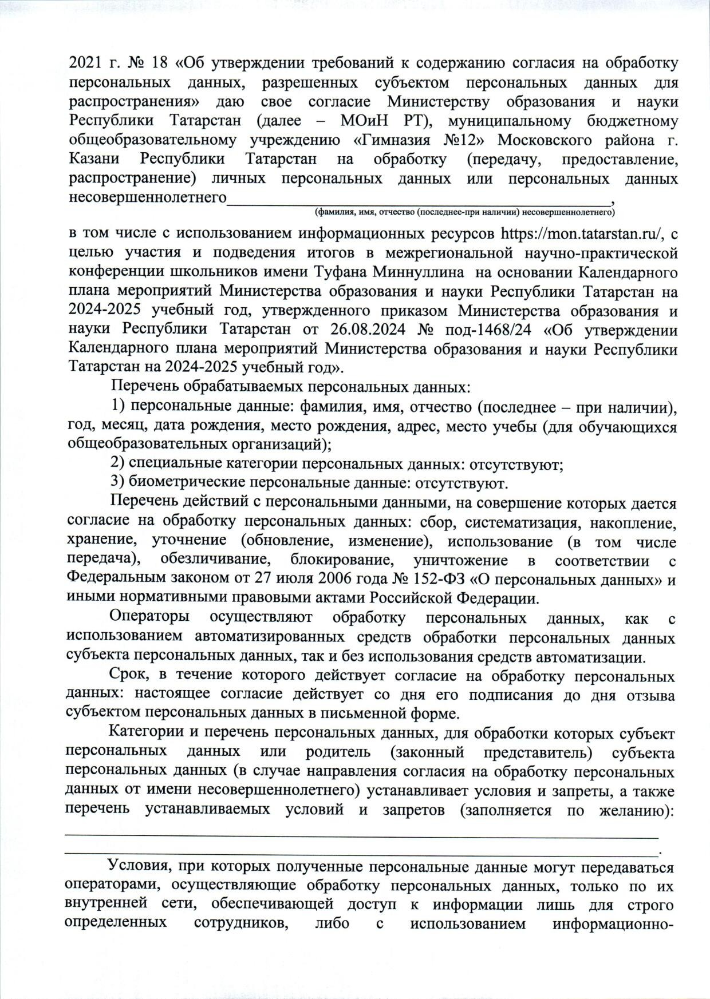 2021 г. № 18 «Об утверждении требований к содержанию согласия на обработку
персональных данных, разрешенных субъектом персональных данных для
распространения» даю свое согласие Министерству образования и науки
Республики Татарстан (далее – МОиН РТ), муниципальному бюджетному
общеобразовательному учреждению «Гимназия №12» Московского района г.
Казани Республики Татарстан на обработку (передачу, предоставление,
распространение) личных персональных данных или персональных данных
несовершеннолетнего________________________________________________,
(фамилия, имя, отчество (последнее-при наличии) несовершеннолетнего)
в том числе с использованием информационных ресурсов https://mon.tatarstan.ru/, с
целью участия и подведения итогов в межрегиональной научно-практической
конференции школьников имени Туфана Миннуллина на основании Календарного
плана мероприятий Министерства образования и науки Республики Татарстан на
2024-2025 учебный год, утвержденного приказом Министерства образования и
науки Республики Татарстан от 26.08.2024 № под-1468/24 «Об утверждении
Календарного плана мероприятий Министерства образования и науки Республики
Татарстан на 2024-2025 учебный год».
Перечень обрабатываемых персональных данных:
1) персональные данные: фамилия, имя, отчество (последнее – при наличии),
год, месяц, дата рождения, место рождения, адрес, место учебы (для обучающихся
общеобразовательных организаций);
2) специальные категории персональных данных: отсутствуют;
3) биометрические персональные данные: отсутствуют.
Перечень действий с персональными данными, на совершение которых дается
согласие на обработку персональных данных: сбор, систематизация, накопление,
хранение, уточнение (обновление, изменение), использование (в том числе
передача), обезличивание, блокирование, уничтожение в соответствии с
Федеральным законом от 27 июля 2006 года № 152-ФЗ «О персональных данных» и
иными нормативными правовыми актами Российской Федерации.
Операторы осуществляют обработку персональных данных, как с
использованием автоматизированных средств обработки персональных данных
субъекта персональных данных, так и без использования средств автоматизации.
Срок, в течение которого действует согласие на обработку персональных
данных: настоящее согласие действует со дня его подписания до дня отзыва
субъектом персональных данных в письменной форме.
Категории и перечень персональных данных, для обработки которых субъект
персональных данных или родитель (законный представитель) субъекта
персональных данных (в случае направления согласия на обработку персональных
данных от имени несовершеннолетнего) устанавливает условия и запреты, а также
перечень устанавливаемых условий и запретов (заполняется по желанию):
__________________________________________________________________________
__________________________________________________________________________.
Условия, при которых полученные персональные данные могут передаваться
операторами, осуществляющие обработку персональных данных, только по их
внутренней сети, обеспечивающей доступ к информации лишь для строго
определенных сотрудников, либо с использованием информационно-